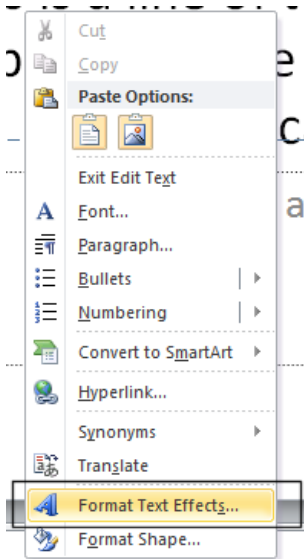 Cut
Copy
Paste Options:
Exit Edit Text
a
Font...
Paragraph...
Bullets
Numbering
Convert to SmartArt
Hyperlink...
Synonyms
Translate
Format Text Effects...
Format Shape...